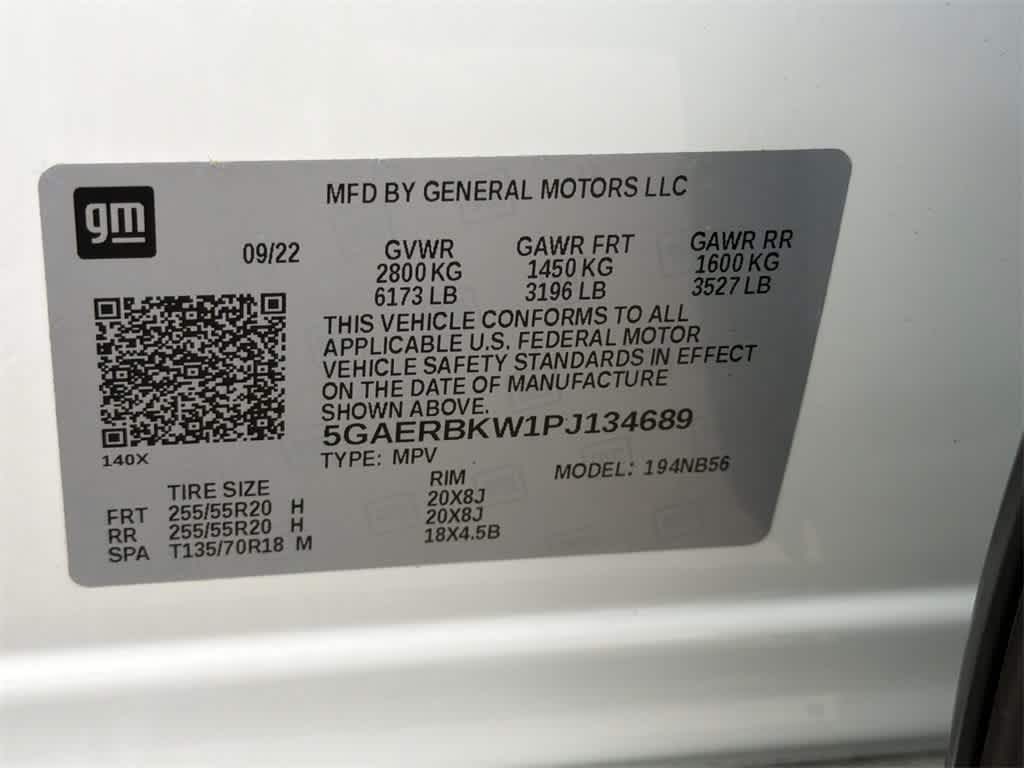 gm
MFD BY GENERAL MOTORS LLC
09/22 GVWR GAWR FRT GAWR RR
2800 KG 1450 KG 1600 KG
6173 LB 3196 LB 3527 LB
THIS VEHICLE CONFORMS TO ALL
APPLICABLE U.S. FEDERAL MOTOR
VEHICLE SAFETY STANDARDS IN EFFECT
ON THE DATE OF MANUFACTURE
SHOWN ABOVE.
5GAERBKW1PJ134689
140X
TYPE: MPV MODEL: 194NB56
TIRE SIZE RIM
FRT 255/55R20 H 20X8J
RR 255/55R20 H 20X8J
SPA T135/70R18 M 18X4.5B